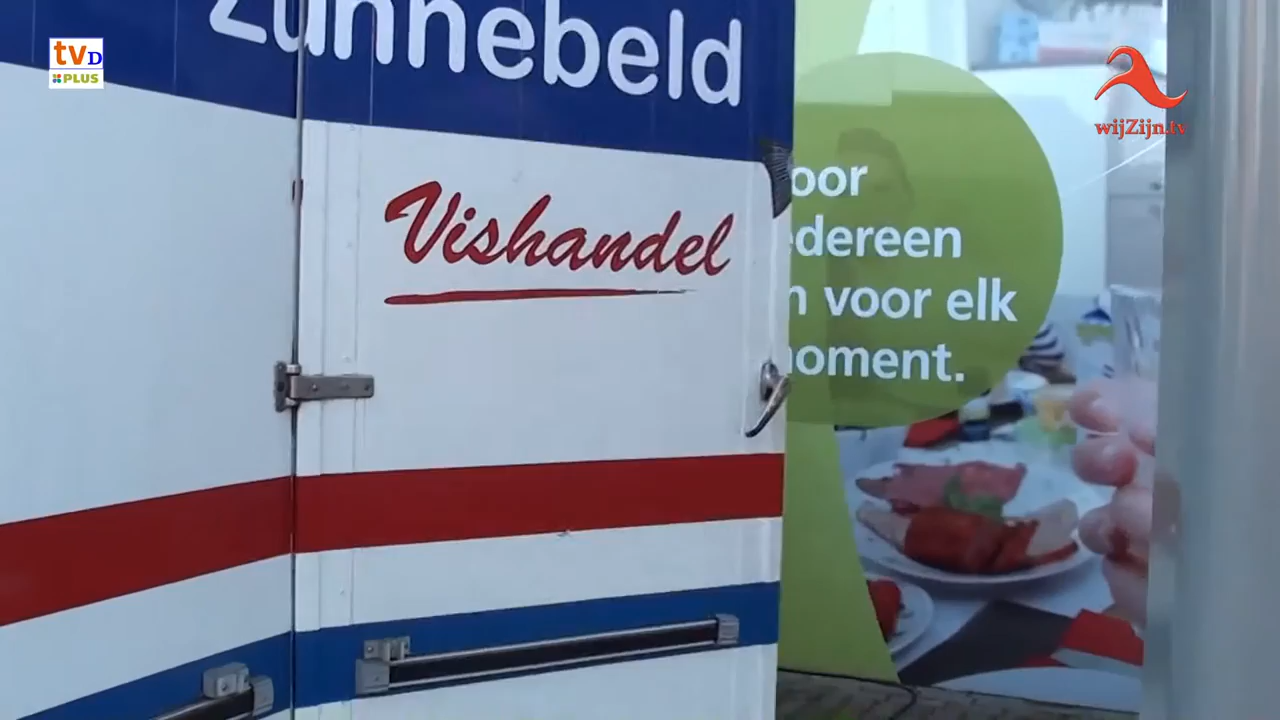 Zunnebeld
tvD
PLUS
wijZijn.tv
Vishandel
oor
edereen
n voor elk
moment.